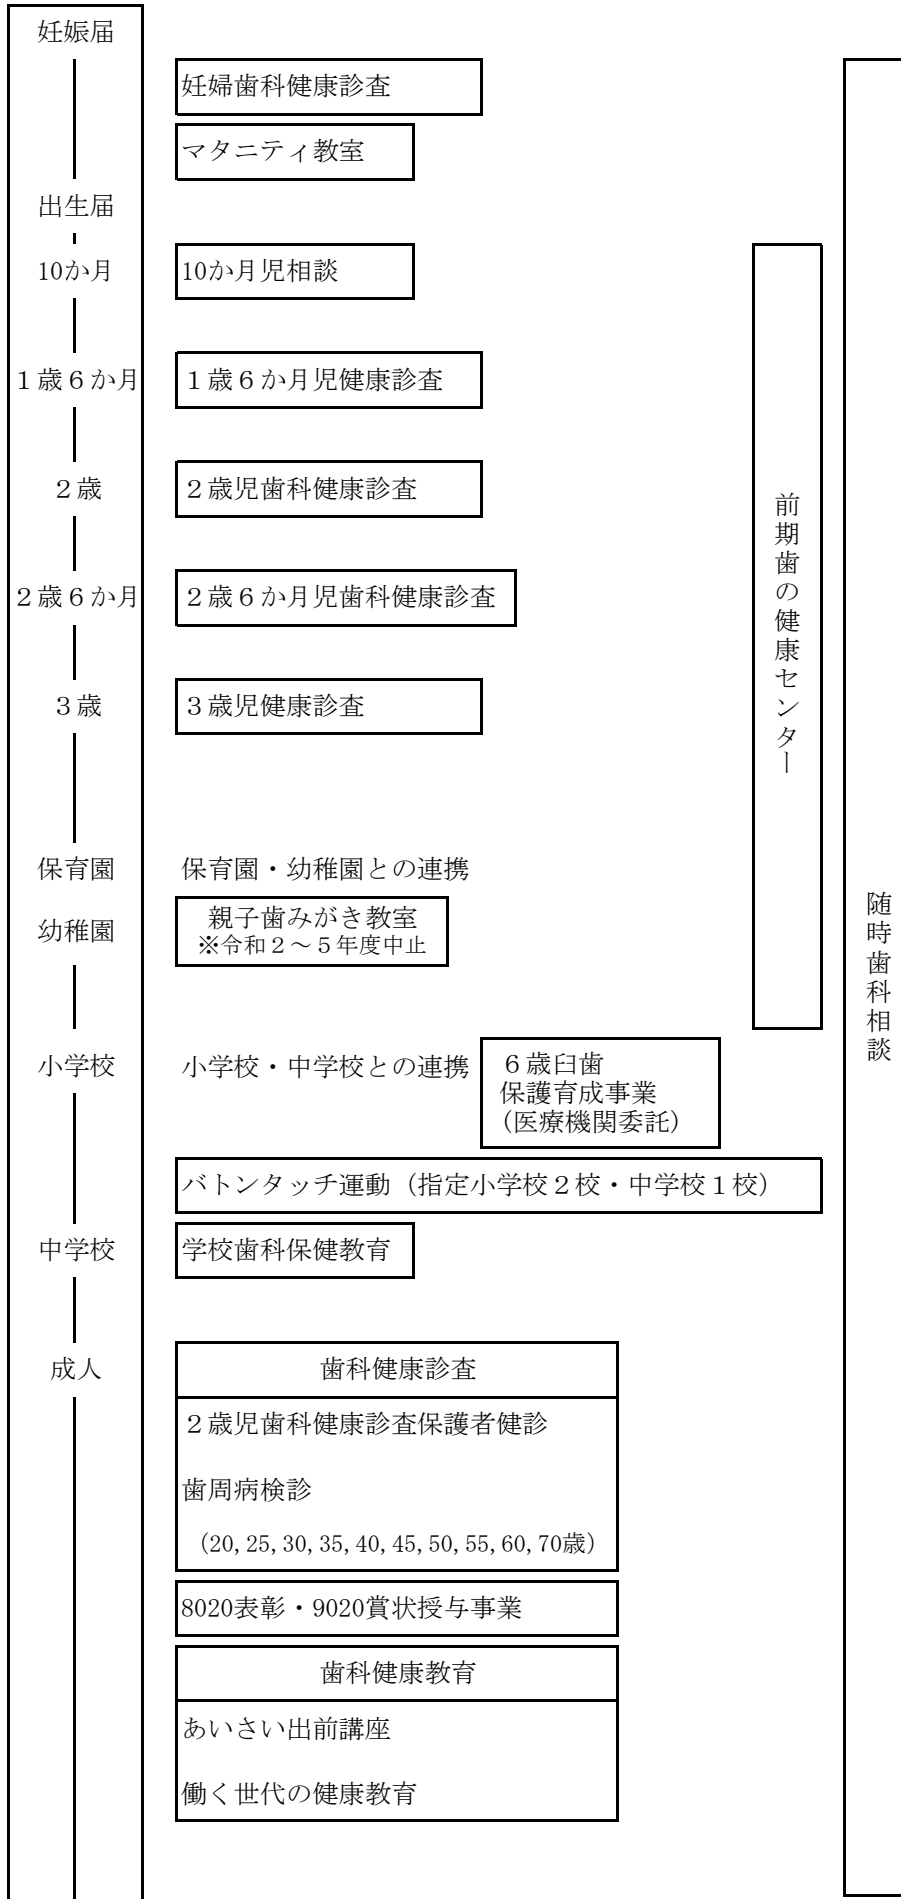 妊娠届
妊婦歯科健康診査
マタニティ教室
出生届
10か月
10か月児相談
１歳６か月
１歳６か月児健康診査
２歳
２歳児歯科健康診査
２歳６か月
２歳６か月児歯科健康診査
３歳
３歳児健康診査
前期歯の健康センター
保育園
保育園・幼稚園との連携
幼稚園
親子歯みがき教室
※令和２～５年度中止
随時歯科相談
小学校
小学校・中学校との連携
６歳臼歯
保護育成事業
（医療機関委託）
バトンタッチ運動（指定小学校２校・中学校１校）
中学校
学校歯科保健教育
成人
歯科健康診査
２歳児歯科健康診査保護者健診
歯周病検診
（20,25,30,35,40,45,50,55,60,70歳）
8020表彰・9020賞状授与事業
歯科健康教育
あいさい出前講座
働く世代の健康教育